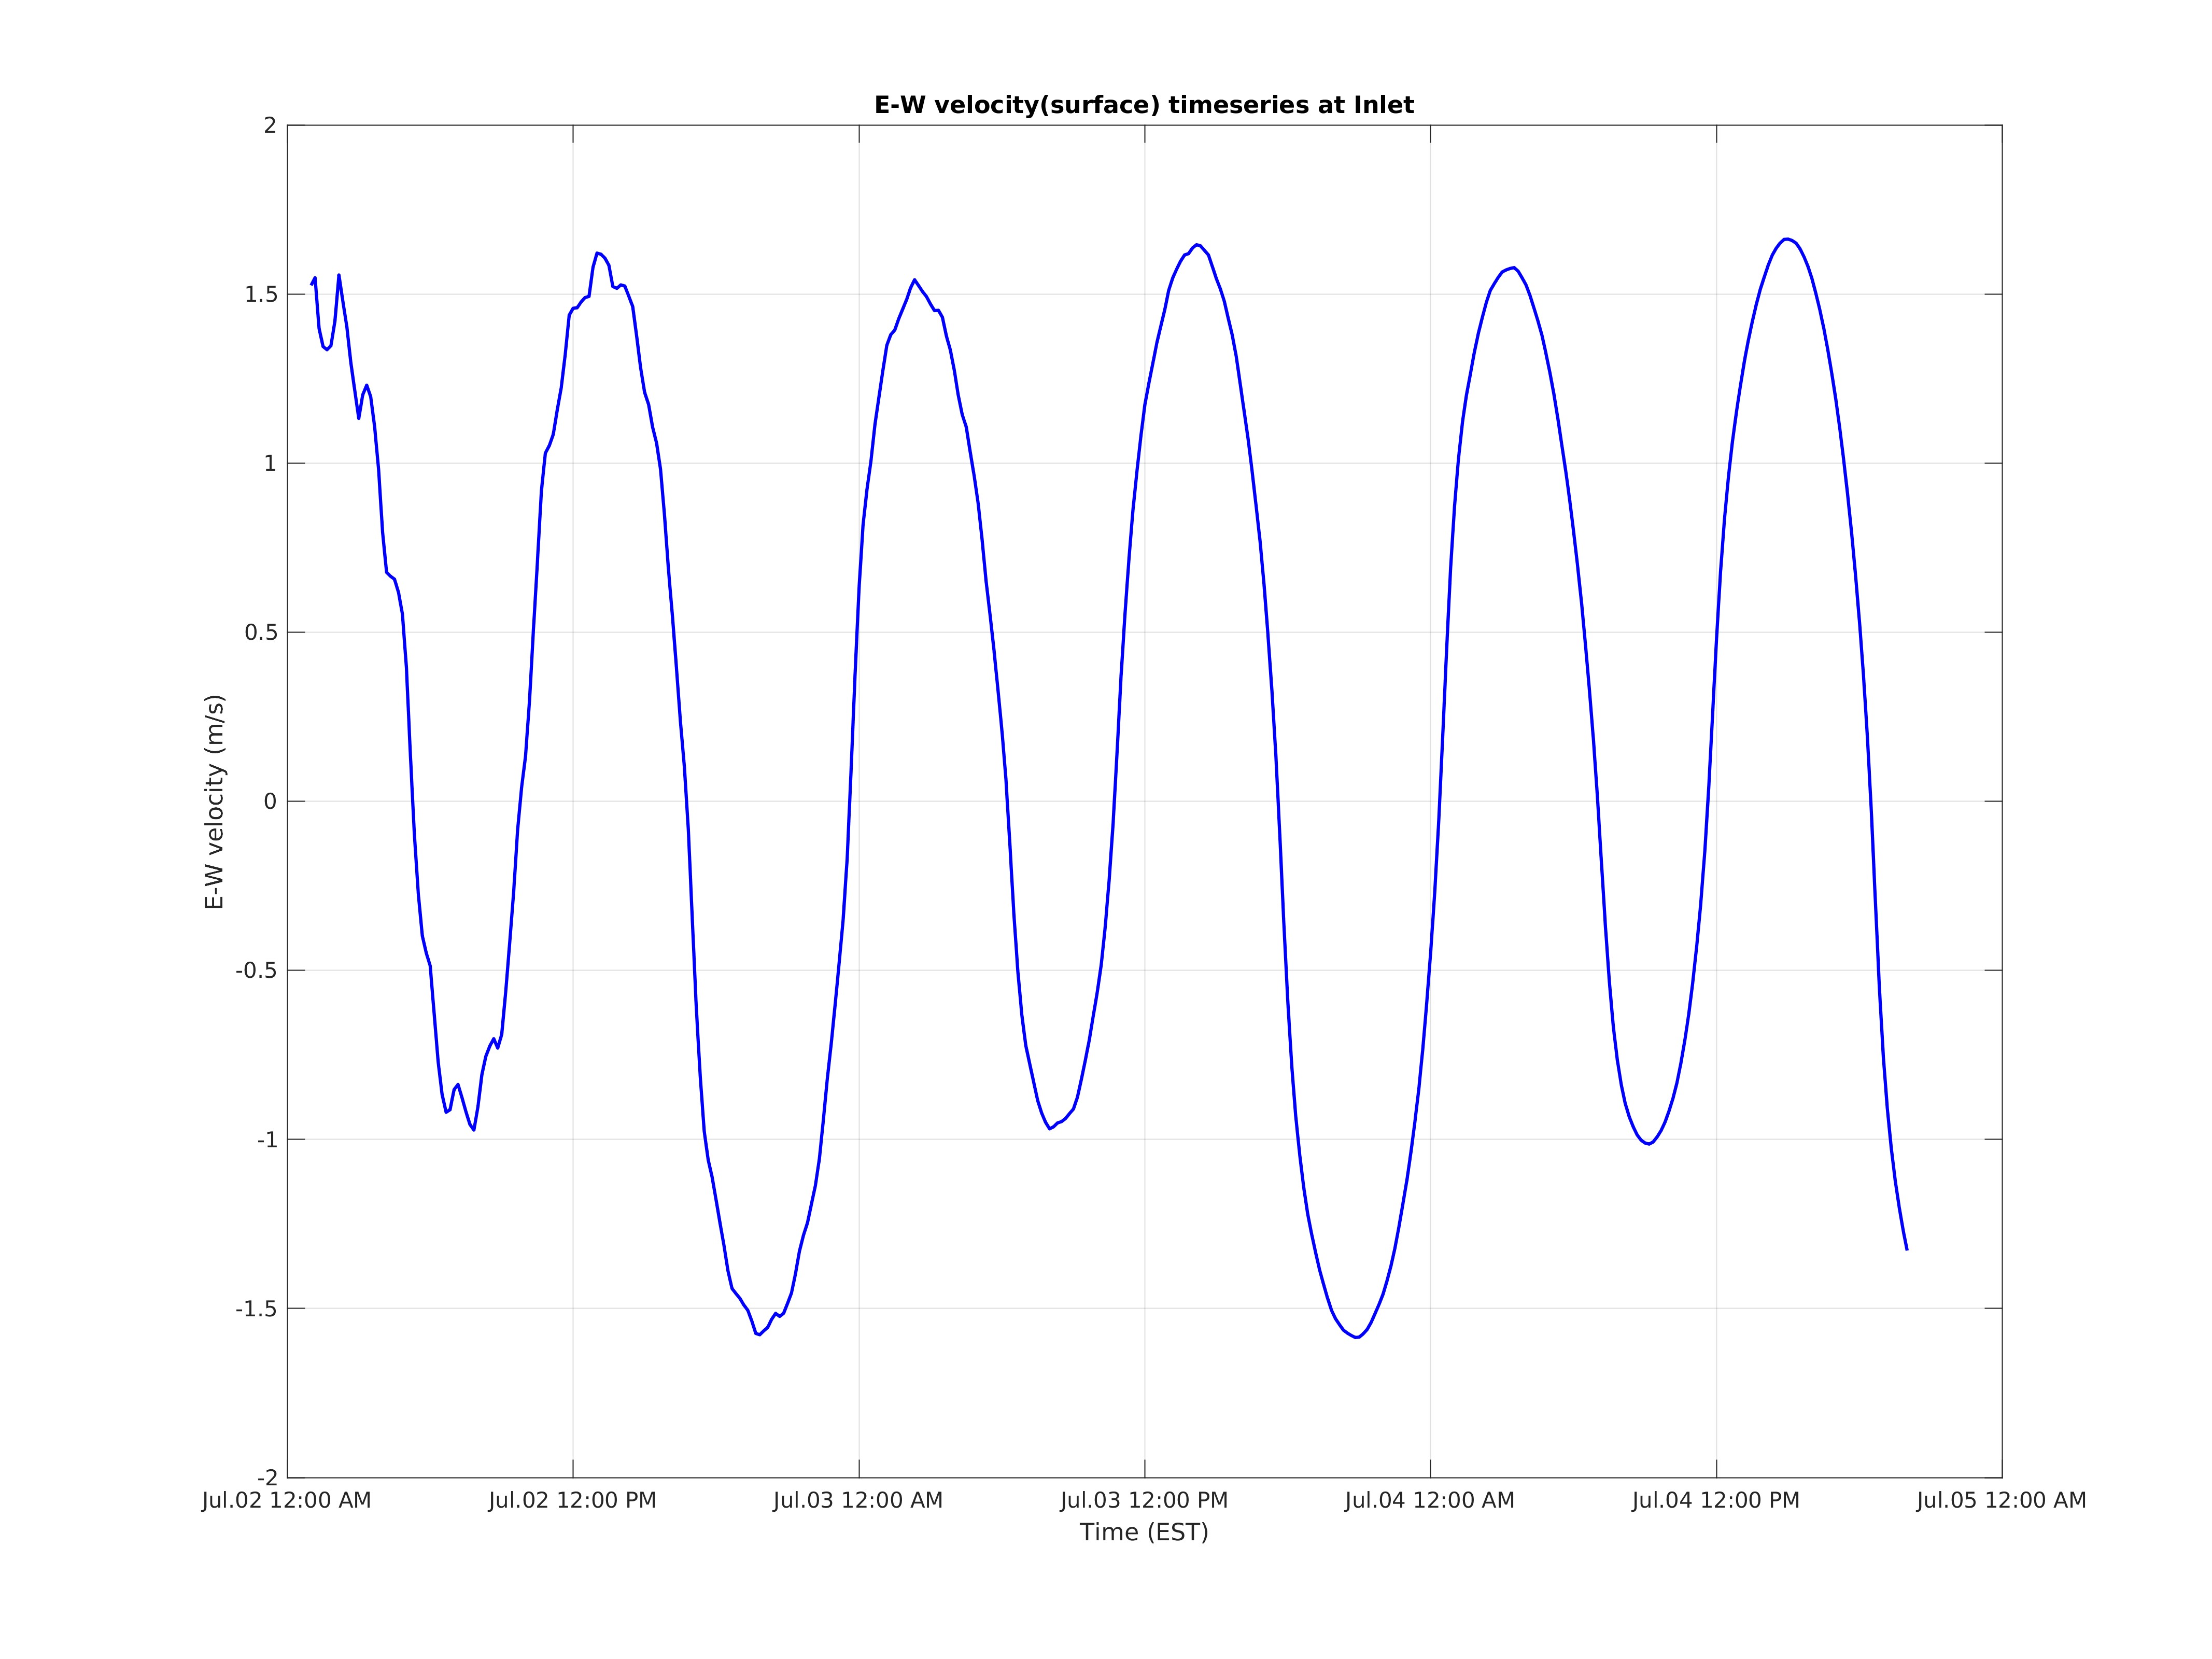 E-W velocity(surface) timeseries at Inlet
2
1.5
1
0.5
0
-0.5
-1
-1.5
-2
E-W velocity (m/s)
Jul.02 12:00 AM Jul.02 12:00 PM Jul.03 12:00 AM Jul.03 12:00 PM Jul.04 12:00 AM Jul.04 12:00 PM Jul.05 12:00 AM
Time (EST)